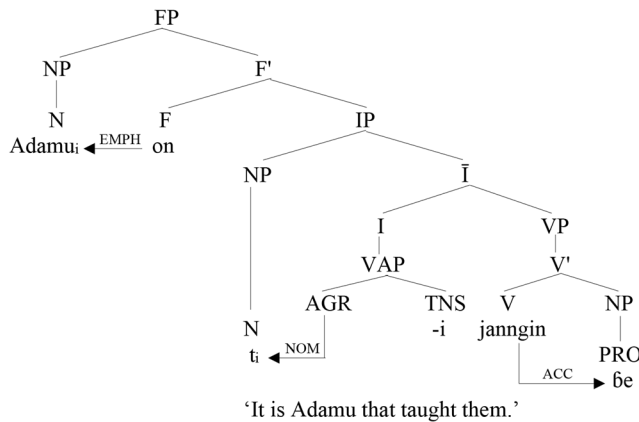 FP
NP F'
N F IP
Adamuᵢ EMPH on
NP Ī
I VP
VAP V'
AGR TNS V NP
N -i janngin
tᵢ NOM PRO
ACC ɓe
‘It is Adamu that taught them.’